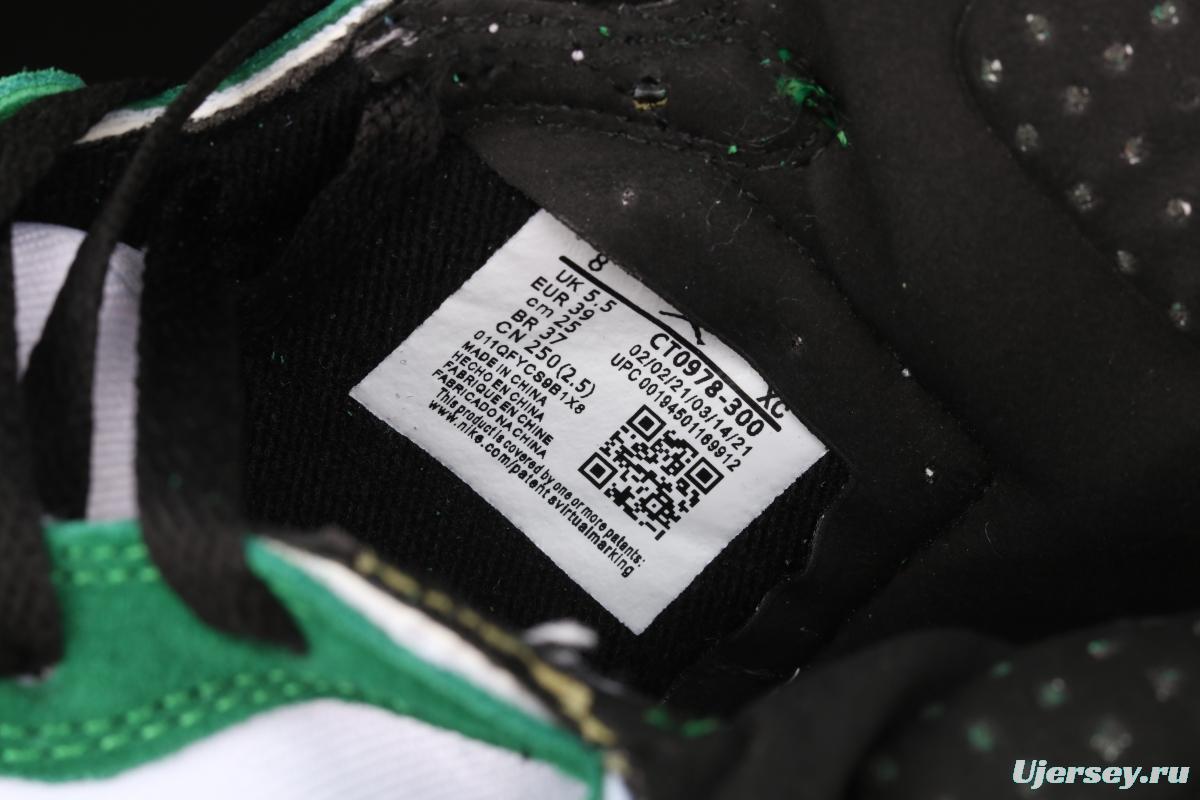 8
UK 5.5
EUR 39
cm 25
BR 37
CN 250(2.5)
011QFYCS9B1X8
MADE IN CHINA
HECHO EN CHINA
FABRIQUE EN CHINE
FABRICADO NA CHINA
This product is covered by one or more patents:
www.nike.com/patentsvirtualmarking
XC
CT0978-300
02/02/21/03/14/21
UPC 00194501169912
Ujersey.ru